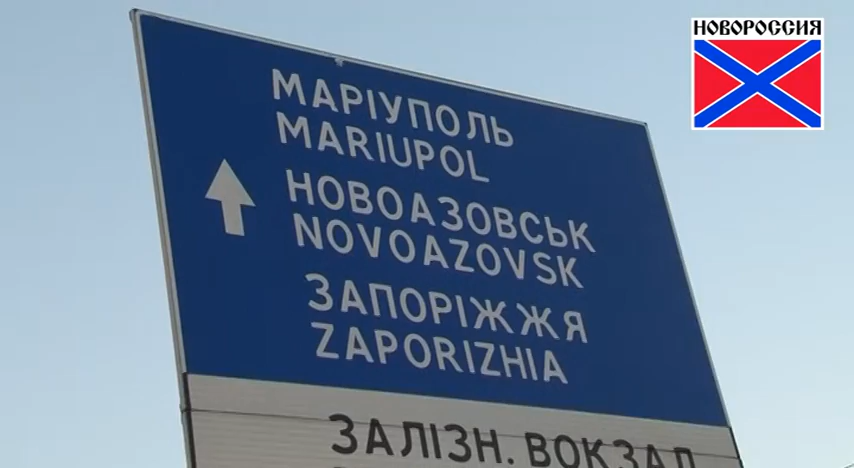 НОВОРОССИЯ
МАРІУПОЛЬ
MARIUPOL
НОВОАЗОВСЬК
NOVOAZOVSK
ЗАПОРІЖЖЯ
ZAPORIZHIA
ЗАЛІЗН. ВОКЗАЛ